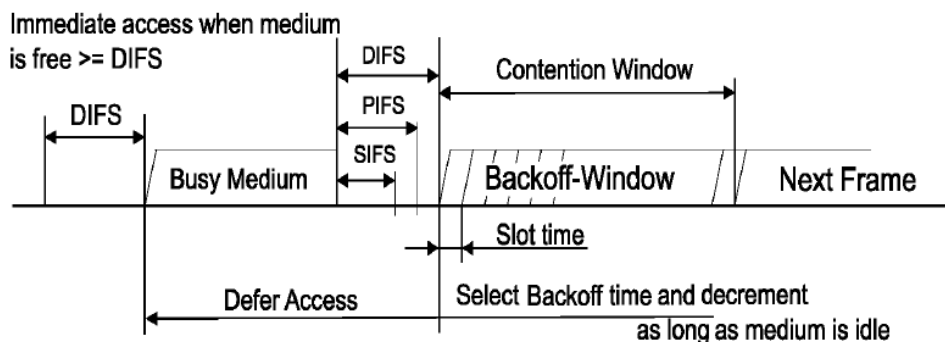 Immediate access when medium
is free >= DIFS
DIFS
DIFS
PIFS
SIFS
Contention Window
Busy Medium
Backoff-Window
Next Frame
Slot time
Defer Access
Select Backoff time and decrement
as long as medium is idle